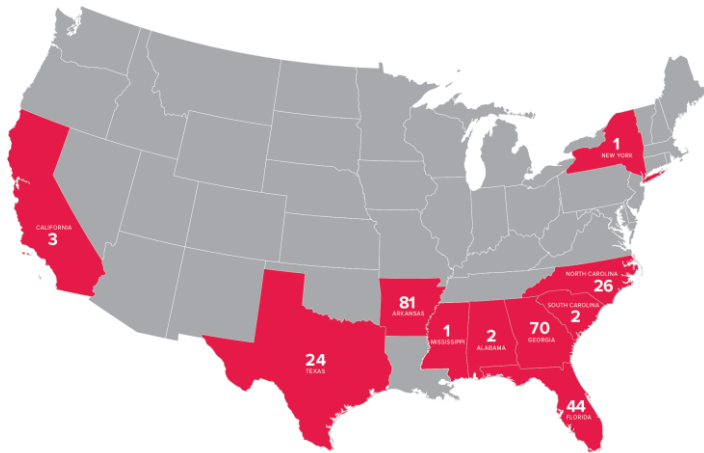 1
NEW YORK
CALIFORNIA
3
NORTH CAROLINA
26
81
ARKANSAS
SOUTH CAROLINA
2
1
MISSISSIPPI
2
ALABAMA
70
GEORGIA
24
TEXAS
44
FLORIDA